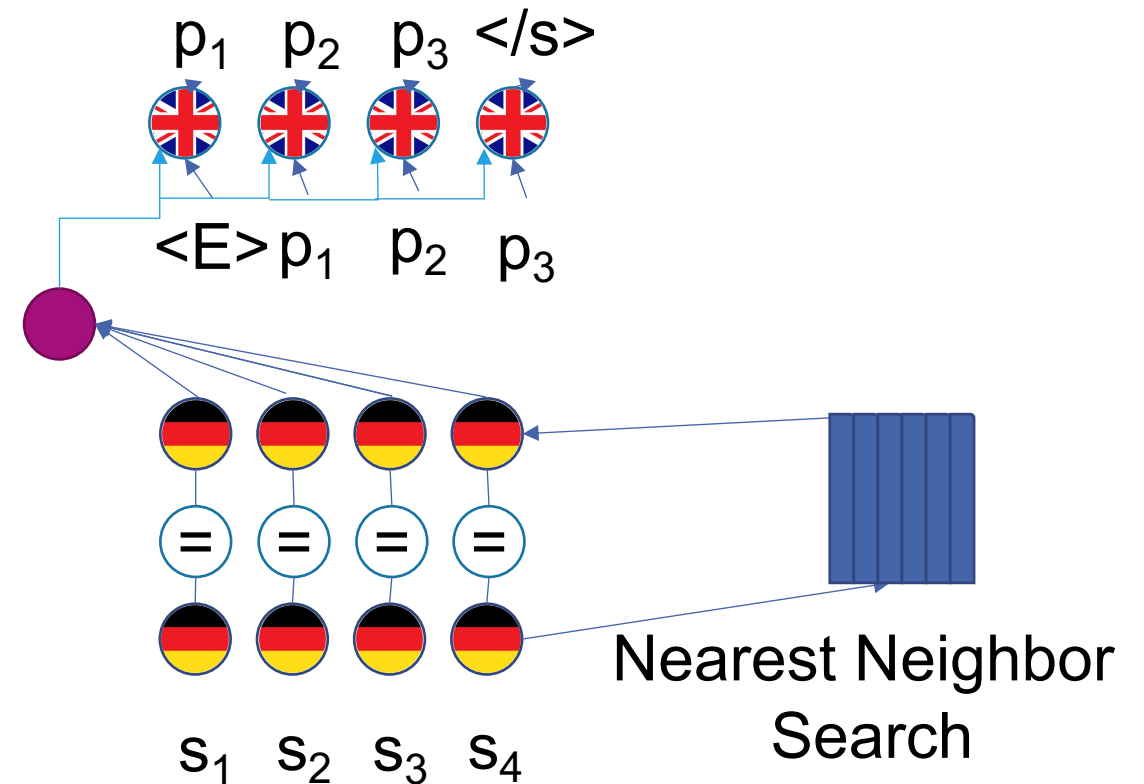 p₁ p₂ p₃ </s>
<E> p₁ p₂ p₃
= = = =
Nearest Neighbor
Search
s₁ s₂ s₃ s₄